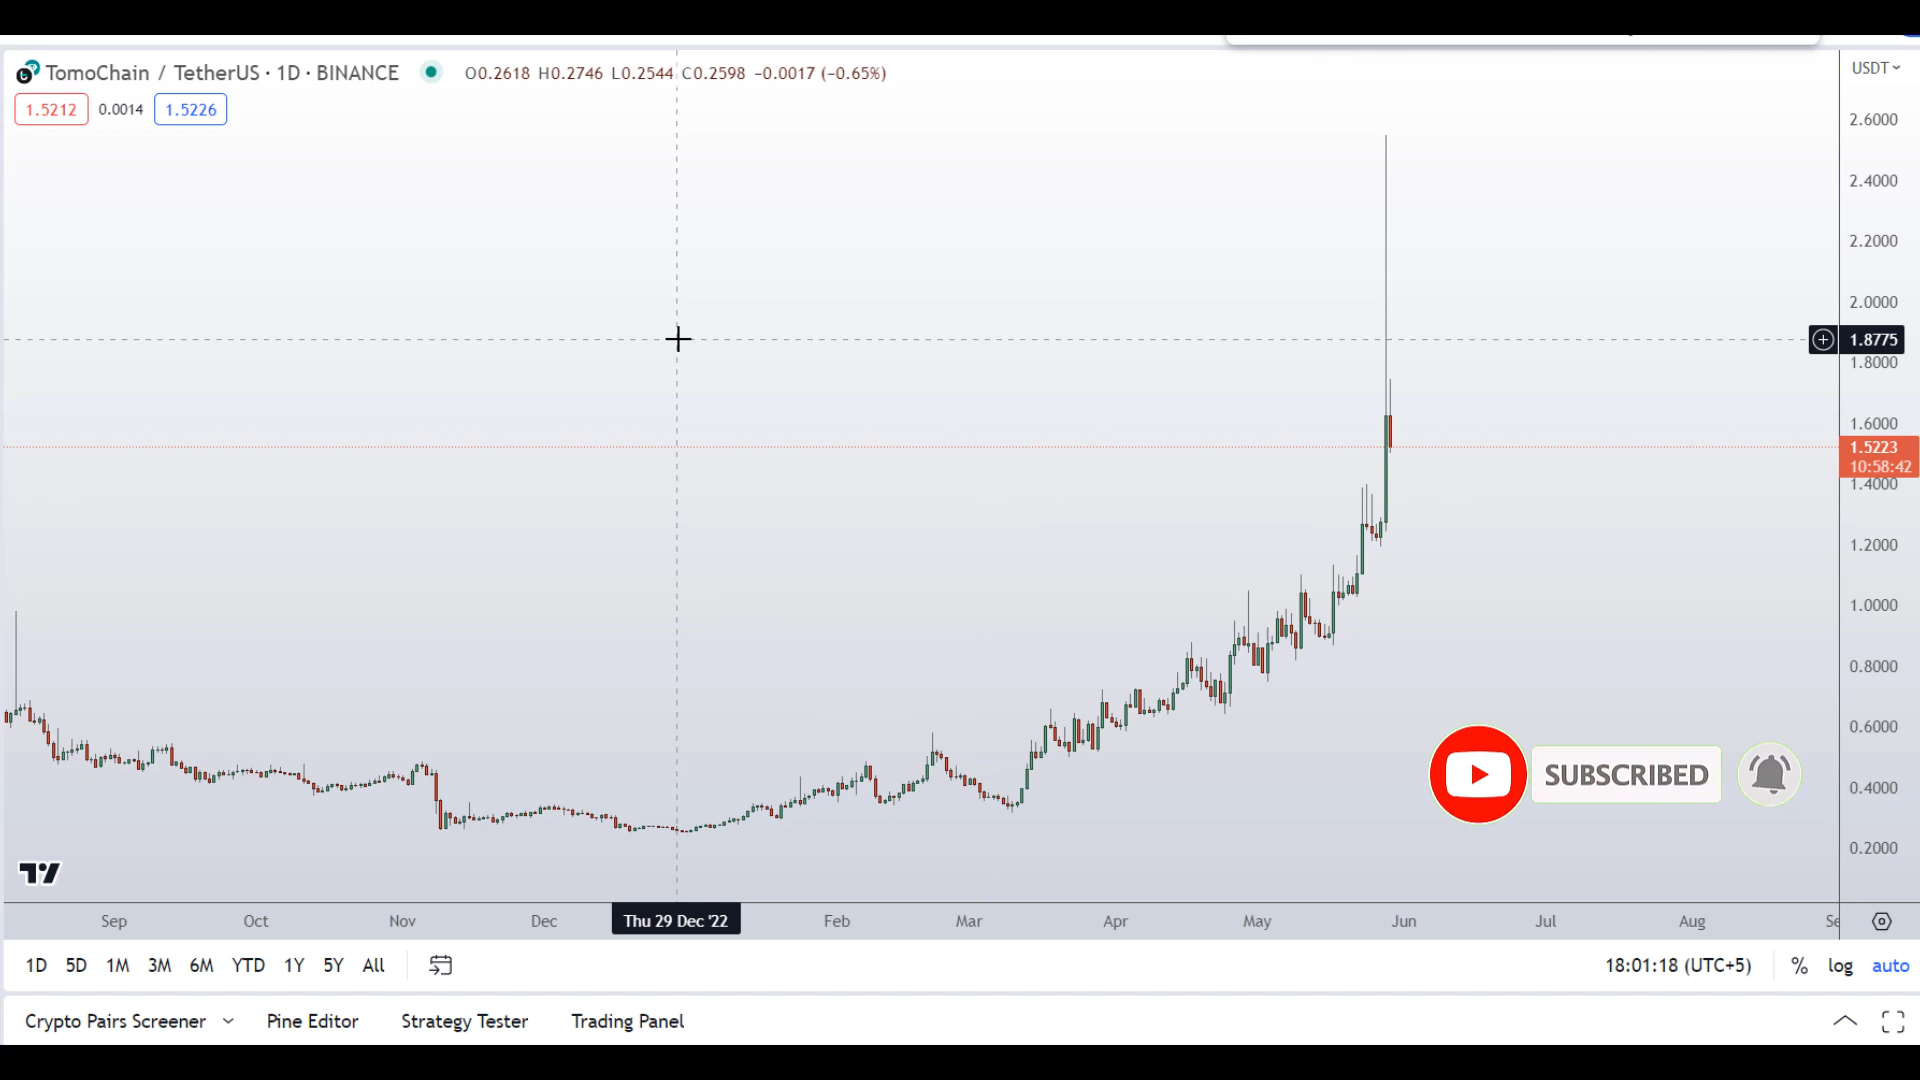 TomoChain / TetherUS · 1D · BINANCE O0.2618 H0.2746 L0.2544 C0.2598 −0.0017 (−0.65%)
USDT
1.5212 0.0014 1.5226
2.6000
2.4000
2.2000
2.0000
1.8775
1.8000
1.6000
1.5223
10:58:42
1.4000
1.2000
1.0000
0.8000
0.6000
SUBSCRIBED
0.4000
0.2000
Sep Oct Nov Dec Thu 29 Dec '22 Feb Mar Apr May Jun Jul Aug Se
1D 5D 1M 3M 6M YTD 1Y 5Y All 18:01:18 (UTC+5) % log auto
Crypto Pairs Screener Pine Editor Strategy Tester Trading Panel